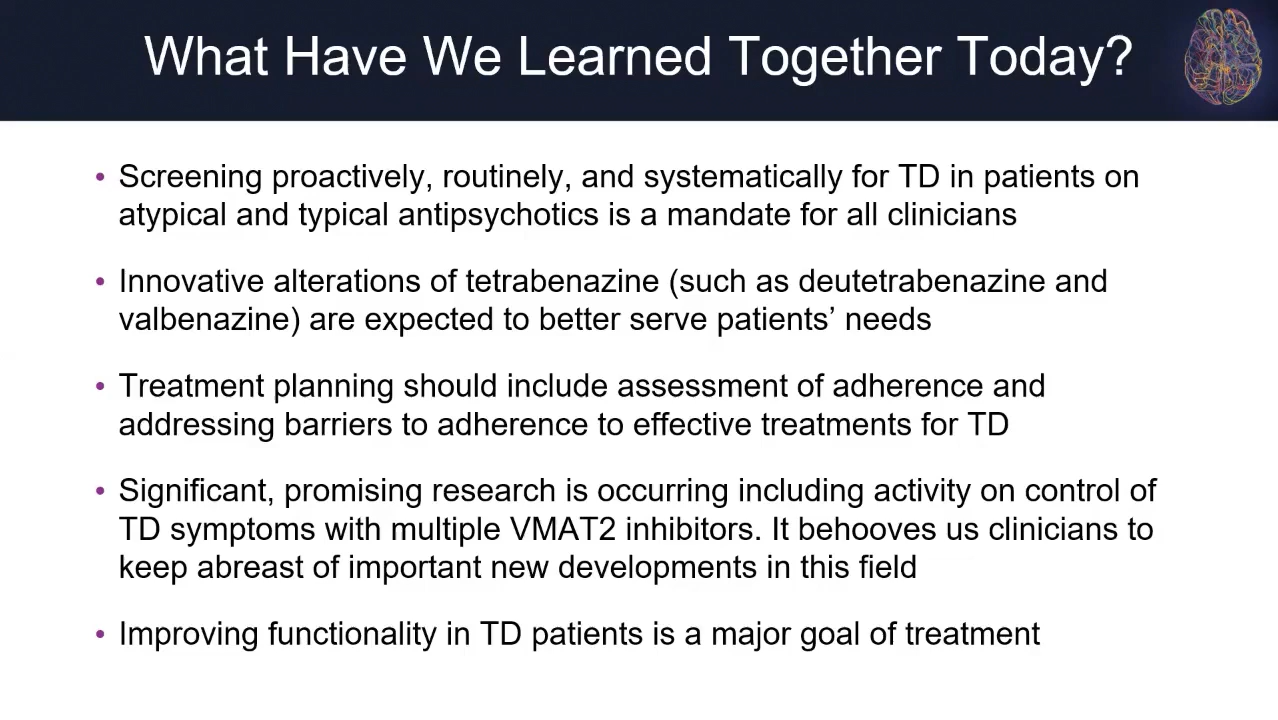 What Have We Learned Together Today?
• Screening proactively, routinely, and systematically for TD in patients on
atypical and typical antipsychotics is a mandate for all clinicians
• Innovative alterations of tetrabenazine (such as deutetrabenazine and
valbenazine) are expected to better serve patients’ needs
• Treatment planning should include assessment of adherence and
addressing barriers to adherence to effective treatments for TD
• Significant, promising research is occurring including activity on control of
TD symptoms with multiple VMAT2 inhibitors. It behooves us clinicians to
keep abreast of important new developments in this field
• Improving functionality in TD patients is a major goal of treatment